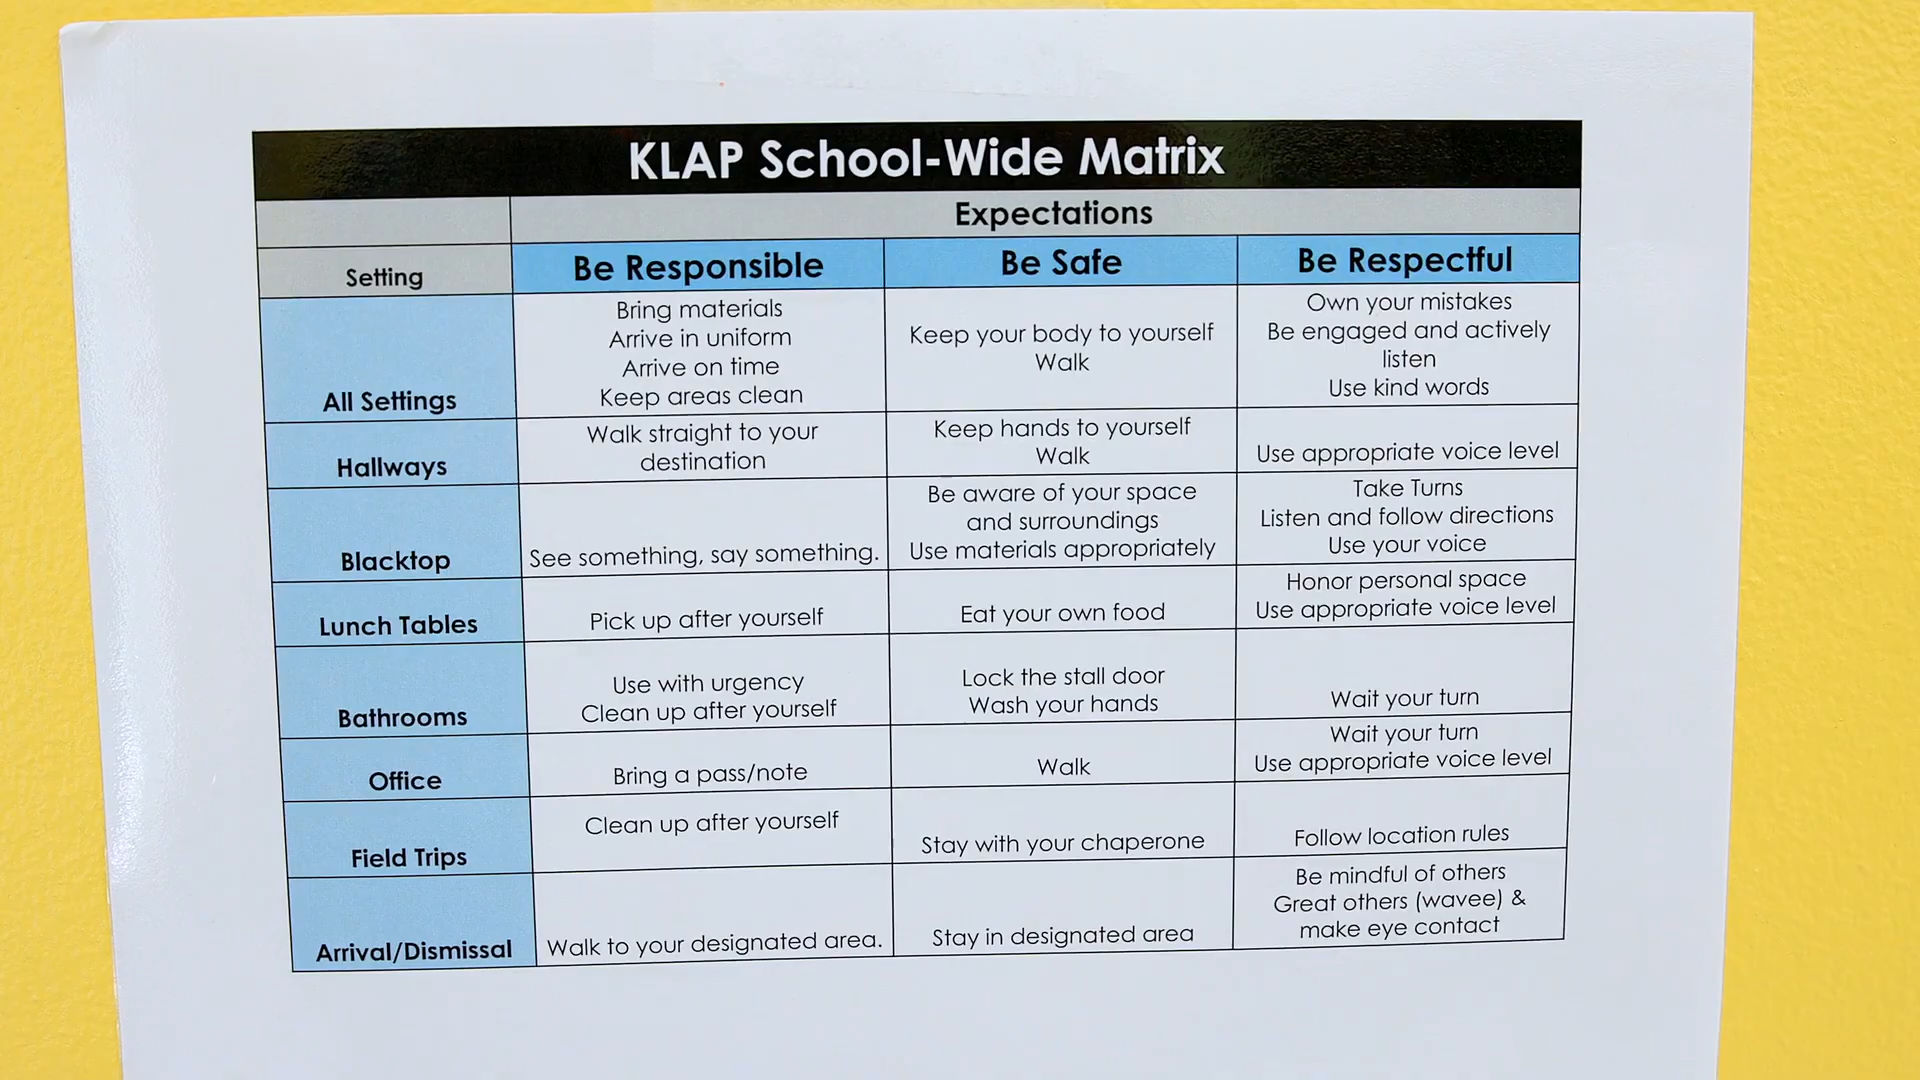 KLAP School-Wide Matrix
Expectations
Setting
Be Responsible
Be Safe
Be Respectful
All Settings
Bring materials
Arrive in uniform
Arrive on time
Keep areas clean
Keep your body to yourself
Walk
Own your mistakes
Be engaged and actively
listen
Use kind words
Hallways
Walk straight to your
destination
Keep hands to yourself
Walk
Use appropriate voice level
Blacktop
See something, say something.
Be aware of your space
and surroundings
Use materials appropriately
Take Turns
Listen and follow directions
Use your voice
Lunch Tables
Pick up after yourself
Eat your own food
Honor personal space
Use appropriate voice level
Bathrooms
Use with urgency
Clean up after yourself
Lock the stall door
Wash your hands
Wait your turn
Office
Bring a pass/note
Walk
Wait your turn
Use appropriate voice level
Field Trips
Clean up after yourself
Stay with your chaperone
Follow location rules
Arrival/Dismissal
Walk to your designated area.
Stay in designated area
Be mindful of others
Great others (wavee) &
make eye contact